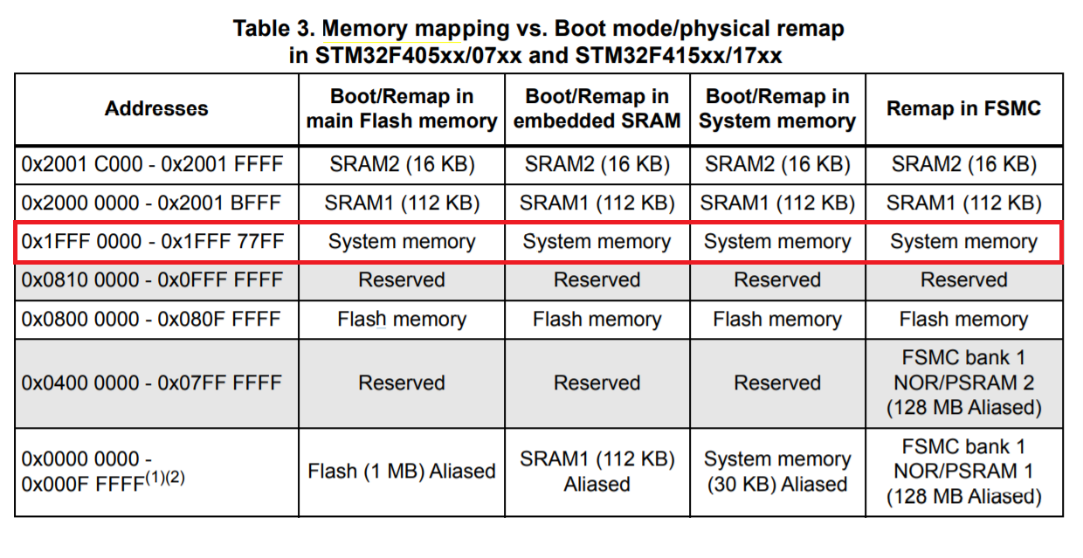 Table 3. Memory mapping vs. Boot mode/physical remap
in STM32F405xx/07xx and STM32F415xx/17xx
Addresses
Boot/Remap in
main Flash memory
Boot/Remap in
embedded SRAM
Boot/Remap in
System memory
Remap in FSMC
0x2001 C000 - 0x2001 FFFF
SRAM2 (16 KB)
SRAM2 (16 KB)
SRAM2 (16 KB)
SRAM2 (16 KB)
0x2000 0000 - 0x2001 BFFF
SRAM1 (112 KB)
SRAM1 (112 KB)
SRAM1 (112 KB)
SRAM1 (112 KB)
0x1FFF 0000 - 0x1FFF 77FF
System memory
System memory
System memory
System memory
0x0810 0000 - 0x0FFF FFFF
Reserved
Reserved
Reserved
Reserved
0x0800 0000 - 0x080F FFFF
Flash memory
Flash memory
Flash memory
Flash memory
0x0400 0000 - 0x07FF FFFF
Reserved
Reserved
Reserved
FSMC bank 1
NOR/PSRAM 2
(128 MB Aliased)
0x0000 0000 -
0x000F FFFF(1)(2)
Flash (1 MB) Aliased
SRAM1 (112 KB)
Aliased
System memory
(30 KB) Aliased
FSMC bank 1
NOR/PSRAM 1
(128 MB Aliased)